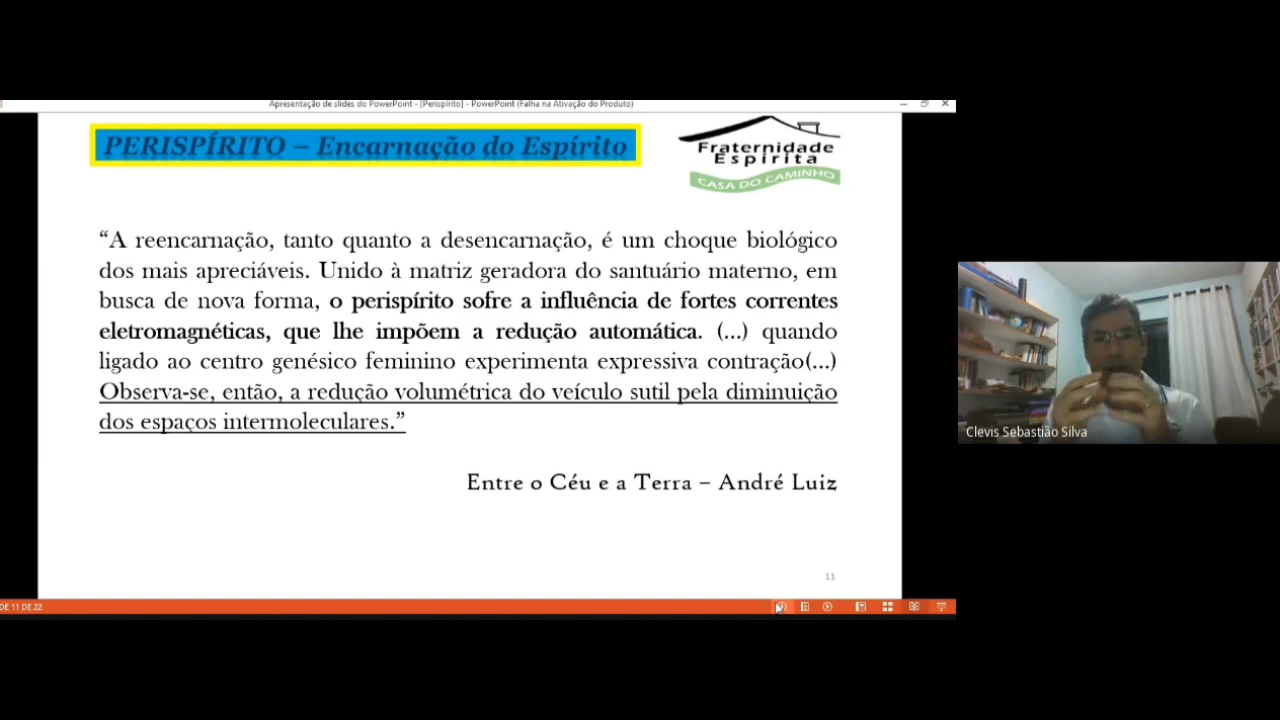 Apresentação de slides do PowerPoint - [Perispírito] - PowerPoint (Falha na Ativação do Produto)
PERISPÍRITO – Encarnação do Espírito
Fraternidade
Espírita
CASA DO CAMINHO
“A reencarnação, tanto quanto a desencarnação, é um choque biológico
dos mais apreciáveis. Unido à matriz geradora do santuário materno, em
busca de nova forma, o perispírito sofre a influência de fortes correntes
eletromagnéticas, que lhe impõem a redução automática. (...) quando
ligado ao centro genésico feminino experimenta expressiva contração(...)
Observa-se, então, a redução volumétrica do veículo sutil pela diminuição
dos espaços intermoleculares.”
Entre o Céu e a Terra – André Luiz
11
DE 11 DE 22
Clevis Sebastião Silva